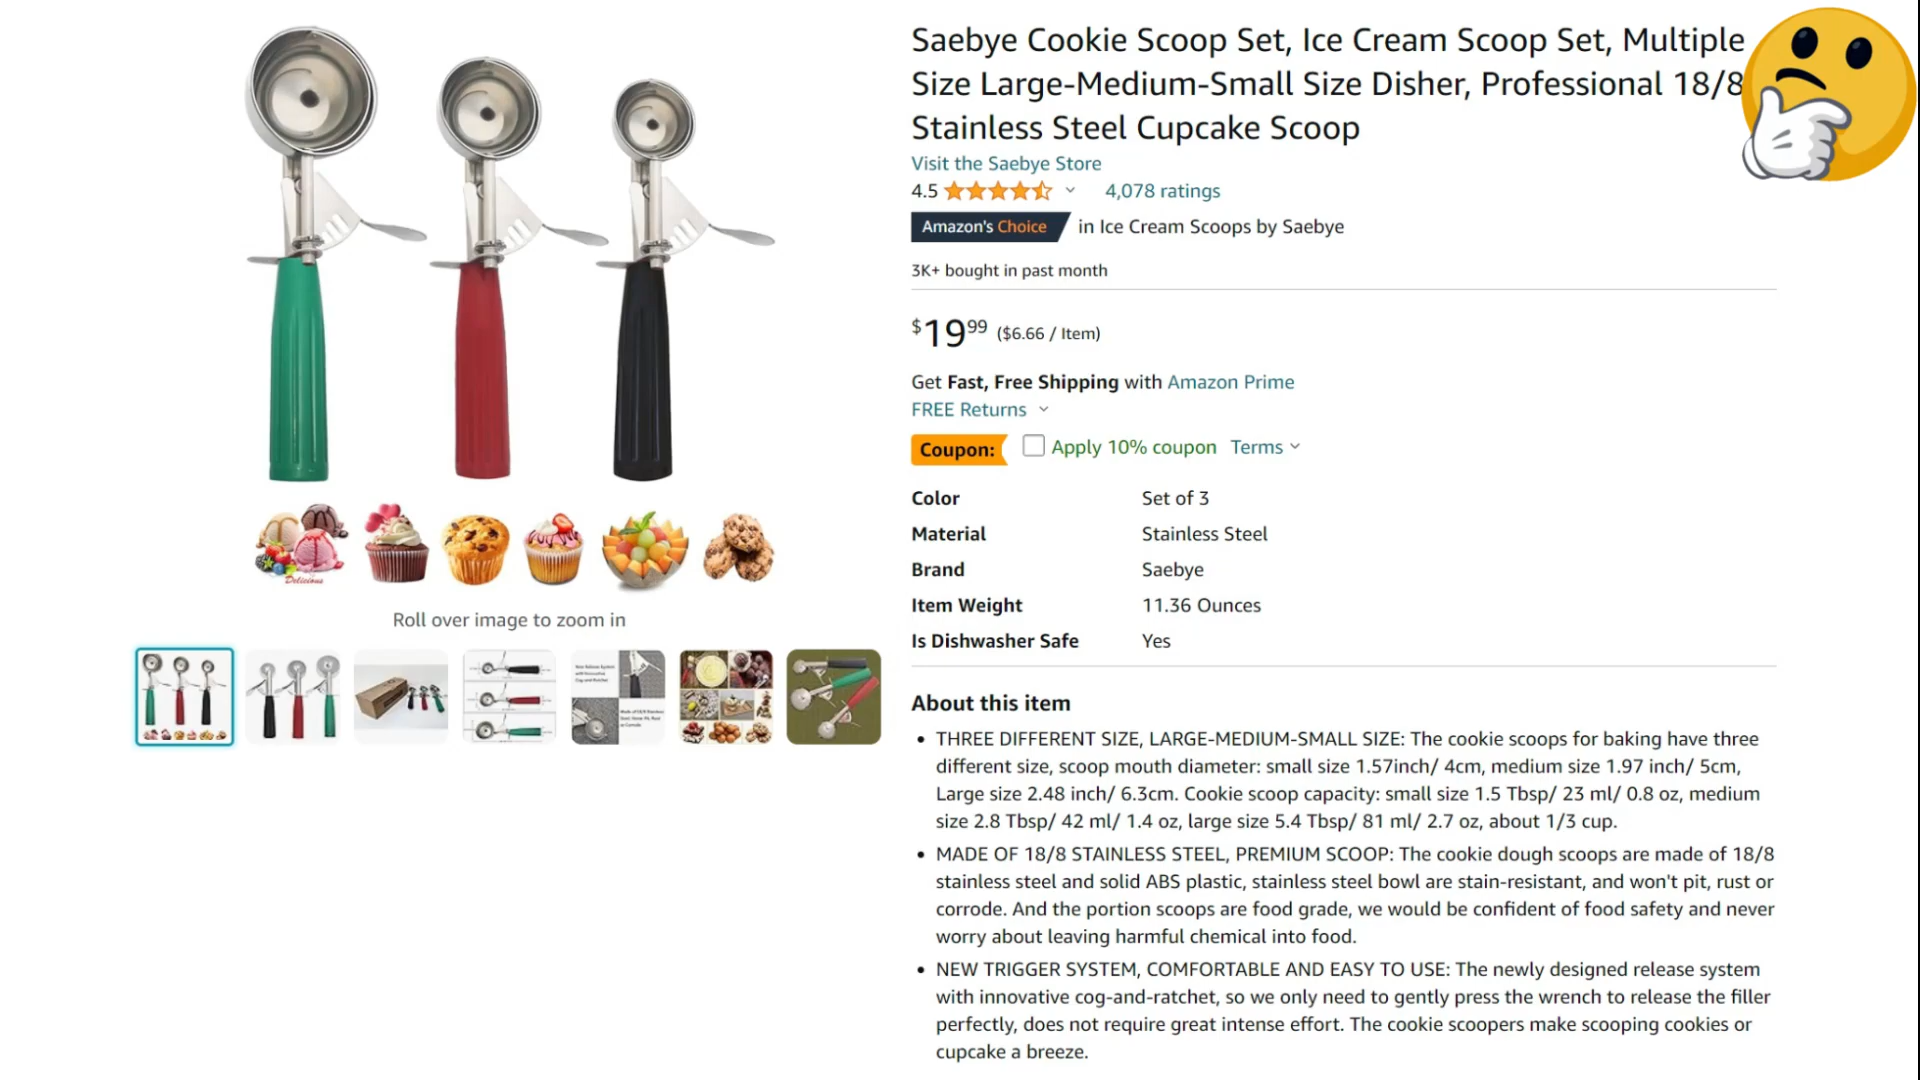 Saebye Cookie Scoop Set, Ice Cream Scoop Set, Multiple
Size Large-Medium-Small Size Disher, Professional 18/8
Stainless Steel Cupcake Scoop
Visit the Saebye Store
4.5 4,078 ratings
Amazon's Choice in Ice Cream Scoops by Saebye
3K+ bought in past month
$19.99 ($6.66 / Item)
Get Fast, Free Shipping with Amazon Prime
FREE Returns
Coupon: Apply 10% coupon Terms
Color Set of 3
Material Stainless Steel
Brand Saebye
Item Weight 11.36 Ounces
Is Dishwasher Safe Yes
About this item
• THREE DIFFERENT SIZE, LARGE-MEDIUM-SMALL SIZE: The cookie scoops for baking have three
different size, scoop mouth diameter: small size 1.57inch/ 4cm, medium size 1.97 inch/ 5cm,
Large size 2.48 inch/ 6.3cm. Cookie scoop capacity: small size 1.5 Tbsp/ 23 ml/ 0.8 oz, medium
size 2.8 Tbsp/ 42 ml/ 1.4 oz, large size 5.4 Tbsp/ 81 ml/ 2.7 oz, about 1/3 cup.
• MADE OF 18/8 STAINLESS STEEL, PREMIUM SCOOP: The cookie dough scoops are made of 18/8
stainless steel and solid ABS plastic, stainless steel bowl are stain-resistant, and won't pit, rust or
corrode. And the portion scoops are food grade, we would be confident of food safety and never
worry about leaving harmful chemical into food.
• NEW TRIGGER SYSTEM, COMFORTABLE AND EASY TO USE: The newly designed release system
with innovative cog-and-ratchet, so we only need to gently press the wrench to release the filler
perfectly, does not require great intense effort. The cookie scoopers make scooping cookies or
cupcake a breeze.
Delicious
Roll over image to zoom in